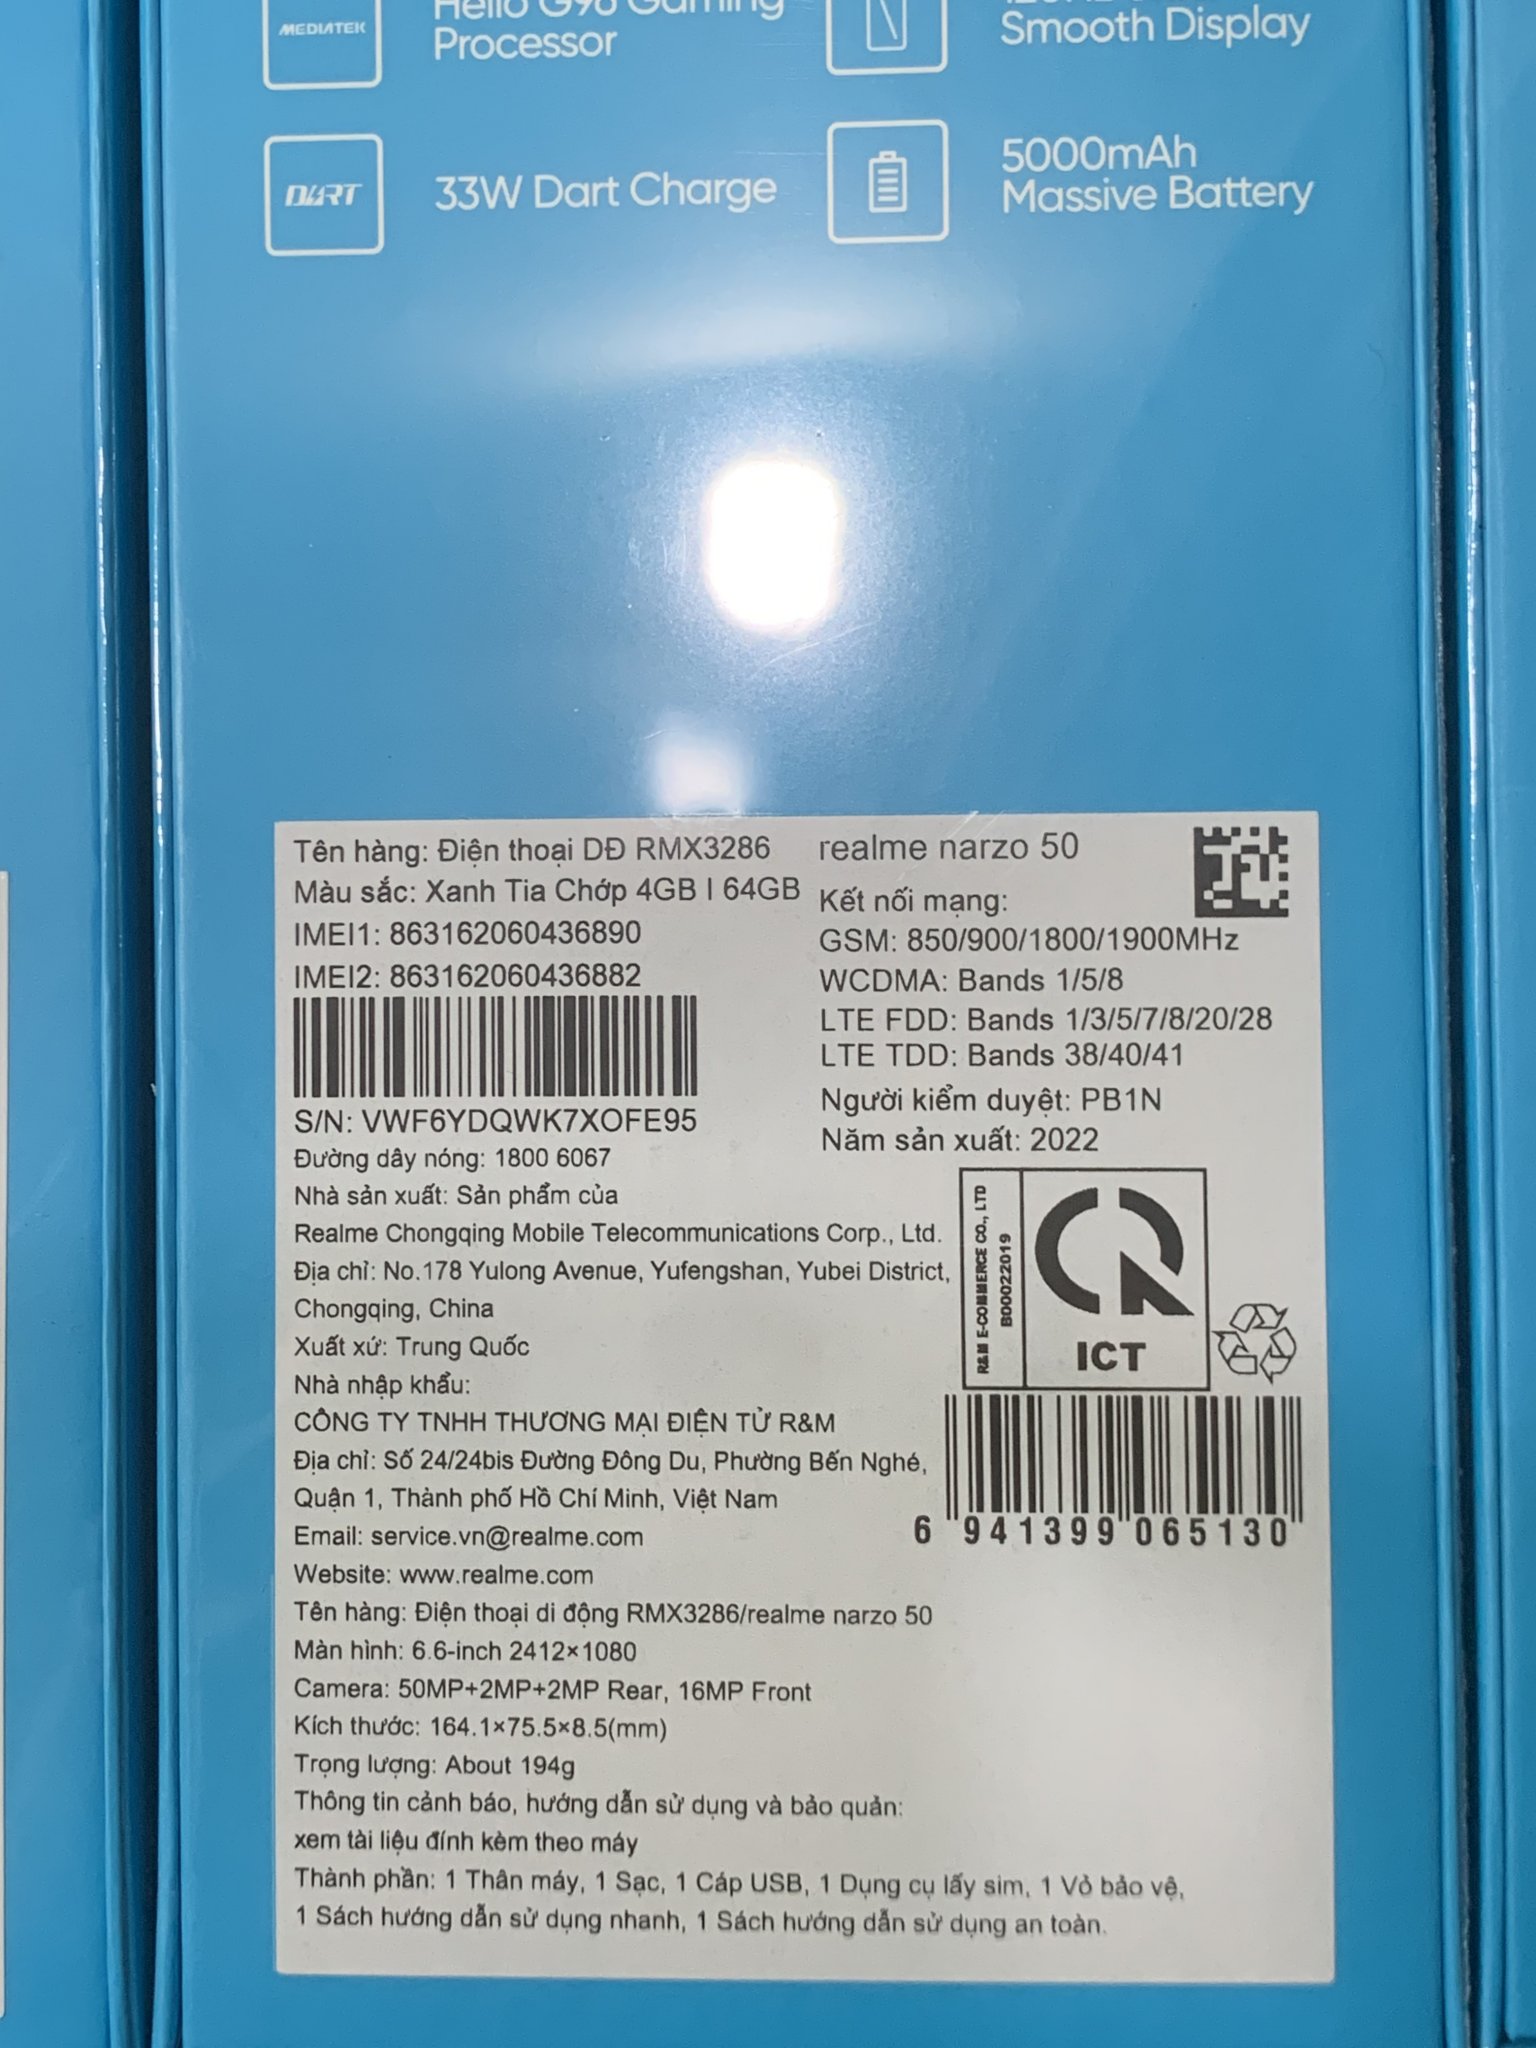 MEDIATEK
Helio G96 Gaming
Processor
Smooth Display
DART
33W Dart Charge
5000mAh
Massive Battery
Tên hàng: Điện thoại DĐ RMX3286
Màu sắc: Xanh Tia Chớp 4GB I 64GB
IMEI1: 863162060436890
IMEI2: 863162060436882
S/N: VWF6YDQWK7XOFE95
Đường dây nóng: 1800 6067
Nhà sản xuất: Sản phẩm của
Realme Chongqing Mobile Telecommunications Corp., Ltd.
Địa chỉ: No.178 Yulong Avenue, Yufengshan, Yubei District,
Chongqing, China
Xuất xứ: Trung Quốc
Nhà nhập khẩu:
CÔNG TY TNHH THƯƠNG MẠI ĐIỆN TỬ R&M
Địa chỉ: Số 24/24bis Đường Đông Du, Phường Bến Nghé,
Quận 1, Thành phố Hồ Chí Minh, Việt Nam
Email: service.vn@realme.com
Website: www.realme.com
Tên hàng: Điện thoại di động RMX3286/realme narzo 50
Màn hình: 6.6-inch 2412×1080
Camera: 50MP+2MP+2MP Rear, 16MP Front
Kích thước: 164.1×75.5×8.5(mm)
Trọng lượng: About 194g
Thông tin cảnh báo, hướng dẫn sử dụng và bảo quản:
xem tài liệu đính kèm theo máy
Thành phần: 1 Thân máy, 1 Sạc, 1 Cáp USB, 1 Dụng cụ lấy sim, 1 Vỏ bảo vệ,
1 Sách hướng dẫn sử dụng nhanh, 1 Sách hướng dẫn sử dụng an toàn.
realme narzo 50
Kết nối mạng:
GSM: 850/900/1800/1900MHz
WCDMA: Bands 1/5/8
LTE FDD: Bands 1/3/5/7/8/20/28
LTE TDD: Bands 38/40/41
Người kiểm duyệt: PB1N
Năm sản xuất: 2022
R&M E-COMMERCE CO., LTD
B00022019
ICT
6 941399 065130